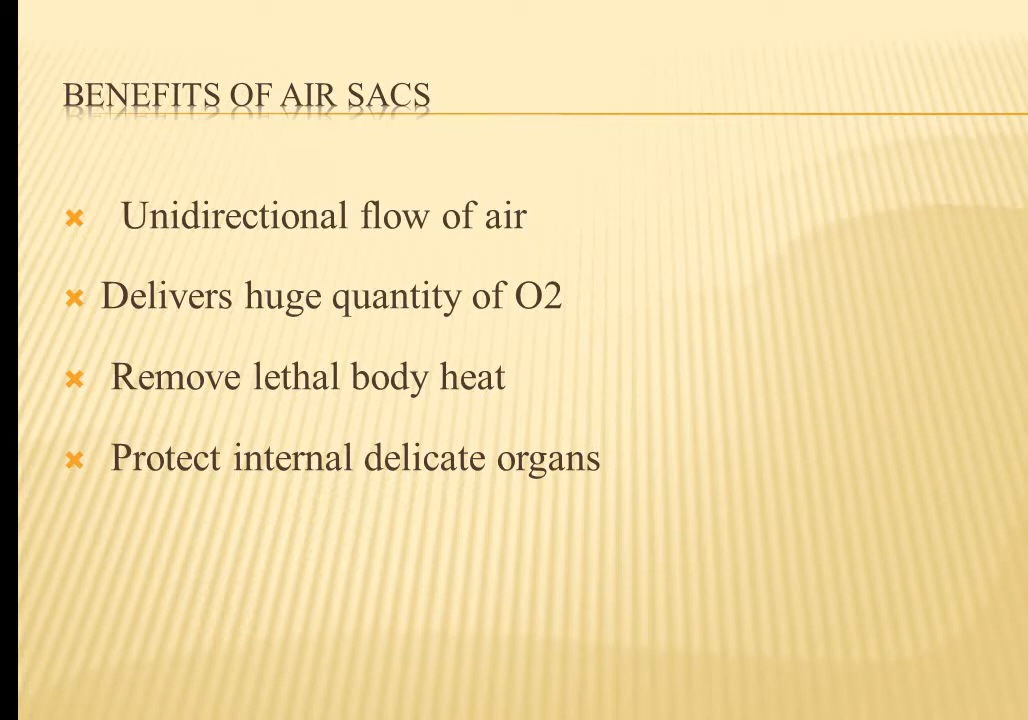 BENEFITS OF AIR SACS
Unidirectional flow of air
Delivers huge quantity of O2
Remove lethal body heat
Protect internal delicate organs